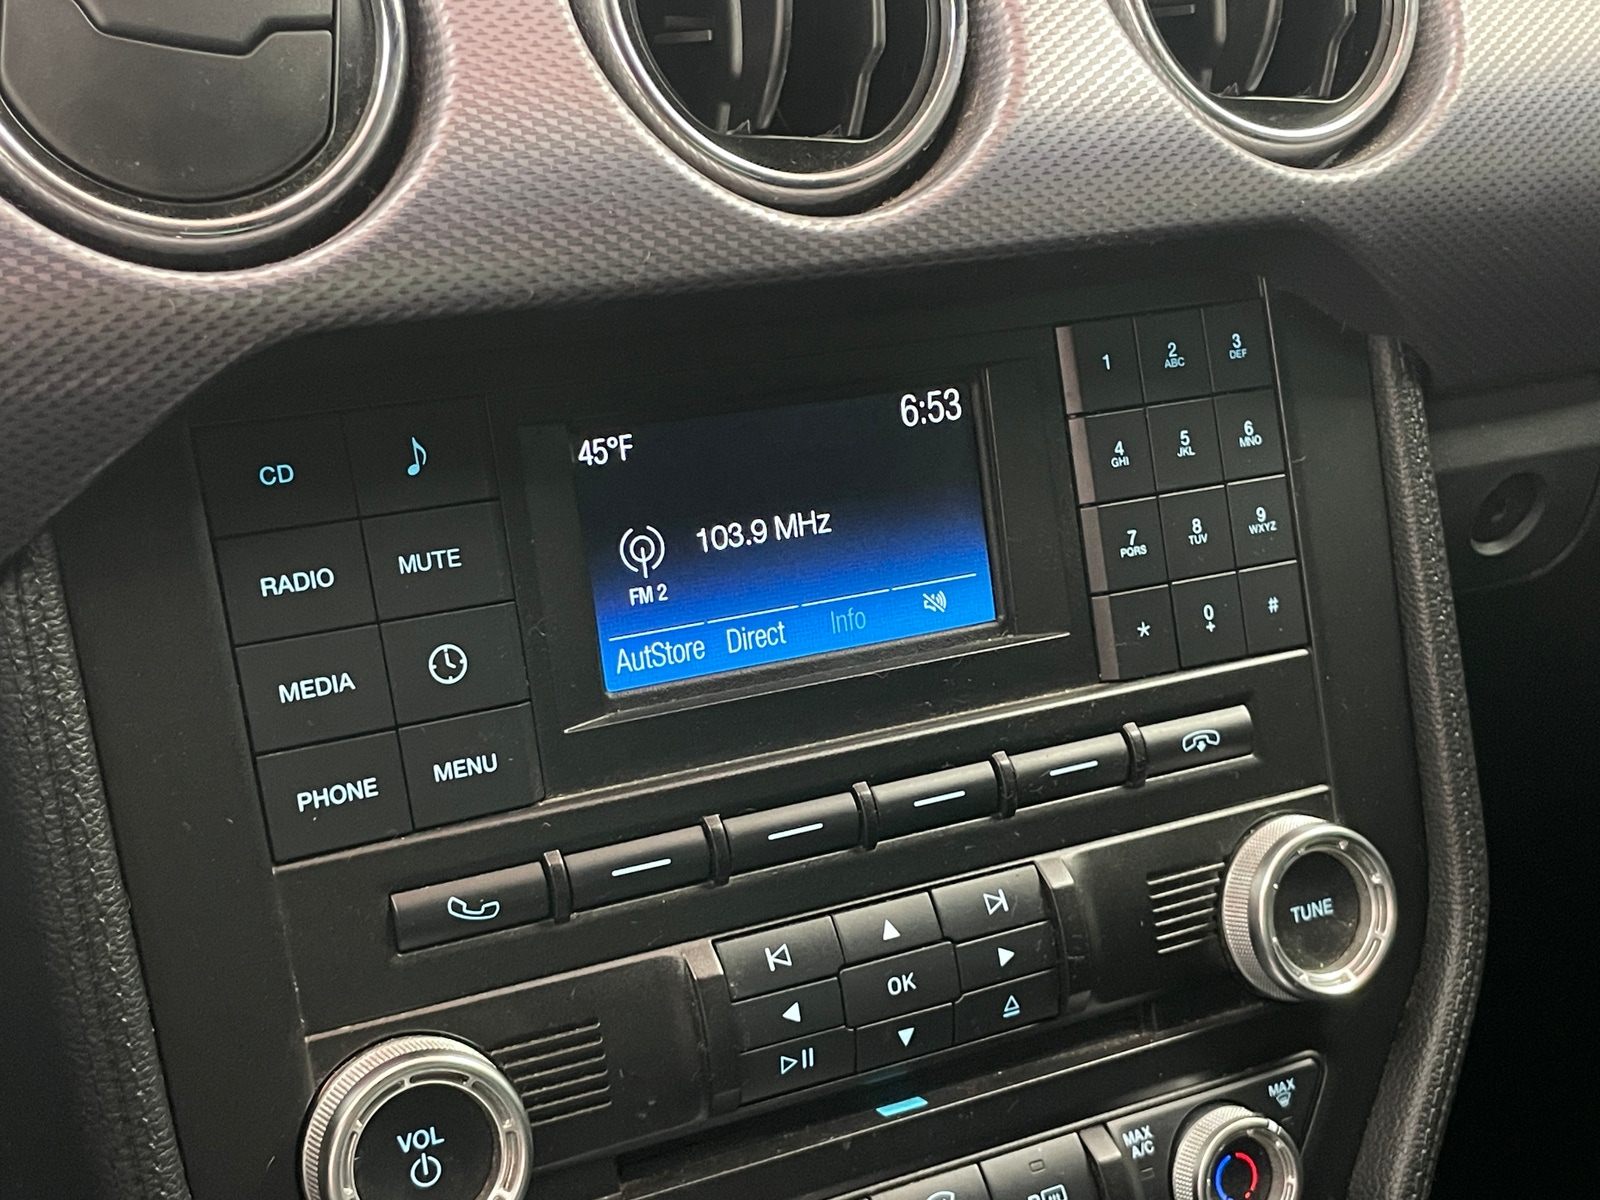 6:53
45°F
103.9 MHz
FM 2
AutStore Direct Info
CD
RADIO MUTE
MEDIA
PHONE MENU
1 2 ABC 3 DEF
4 GHI 5 JKL 6 MNO
7 PQRS 8 TUV 9 WXYZ
* 0 + #
OK
TUNE
VOL
MAX
MAX
A/C